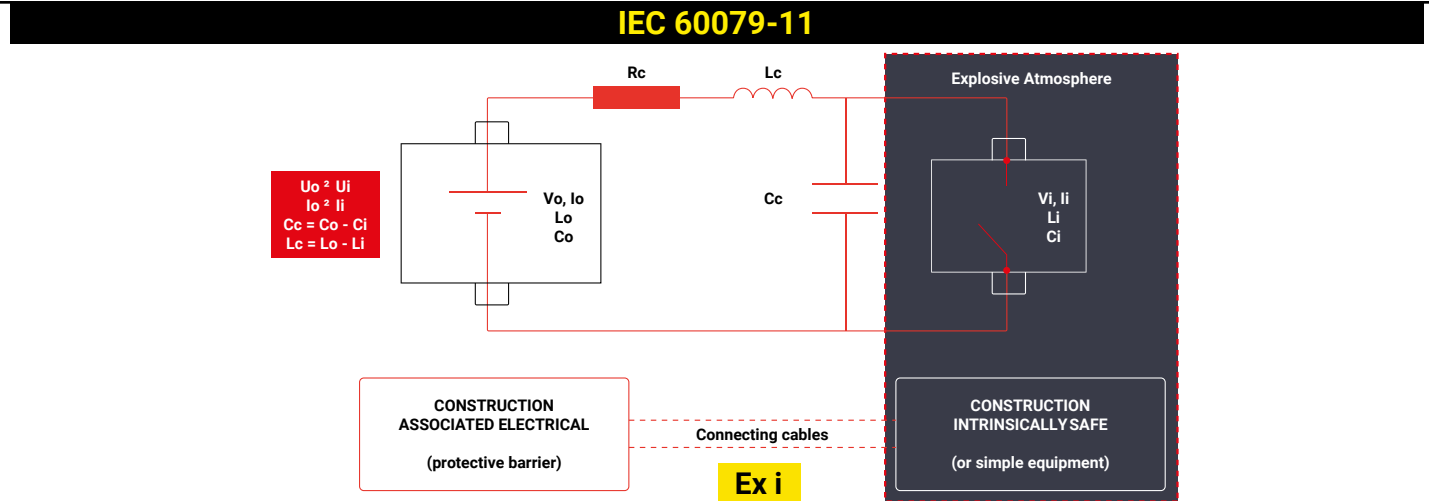 IEC 60079-11
Rc
Lc
Explosive Atmosphere
Uo ² Ui
Io ² Ii
Cc = Co - Ci
Lc = Lo - Li
Vo, Io
Lo
Co
Cc
Vi, Ii
Li
Ci
CONSTRUCTION
ASSOCIATED ELECTRICAL
(protective barrier)
Connecting cables
CONSTRUCTION
INTRINSICALLY SAFE
(or simple equipment)
Ex i